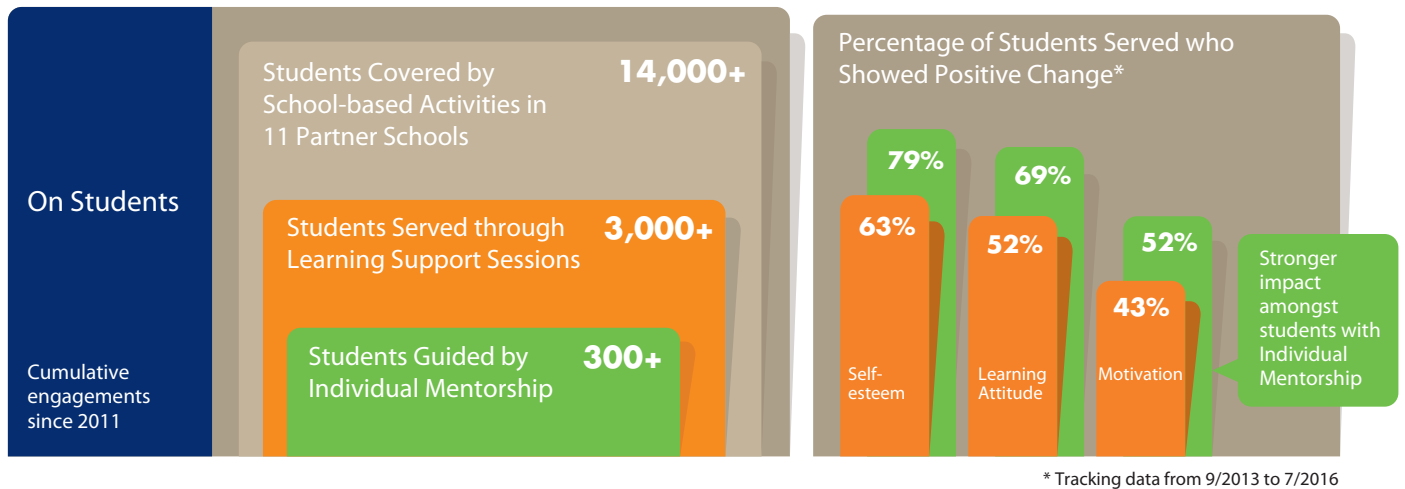 On Students
Cumulative
engagements
since 2011
Students Covered by
School-based Activities in
11 Partner Schools
14,000+
Students Served through
Learning Support Sessions
3,000+
Students Guided by
Individual Mentorship
300+
Percentage of Students Served who
Showed Positive Change*
79%
63%
Self-
esteem
69%
52%
Learning
Attitude
52%
43%
Motivation
Stronger
impact
amongst
students with
Individual
Mentorship
* Tracking data from 9/2013 to 7/2016